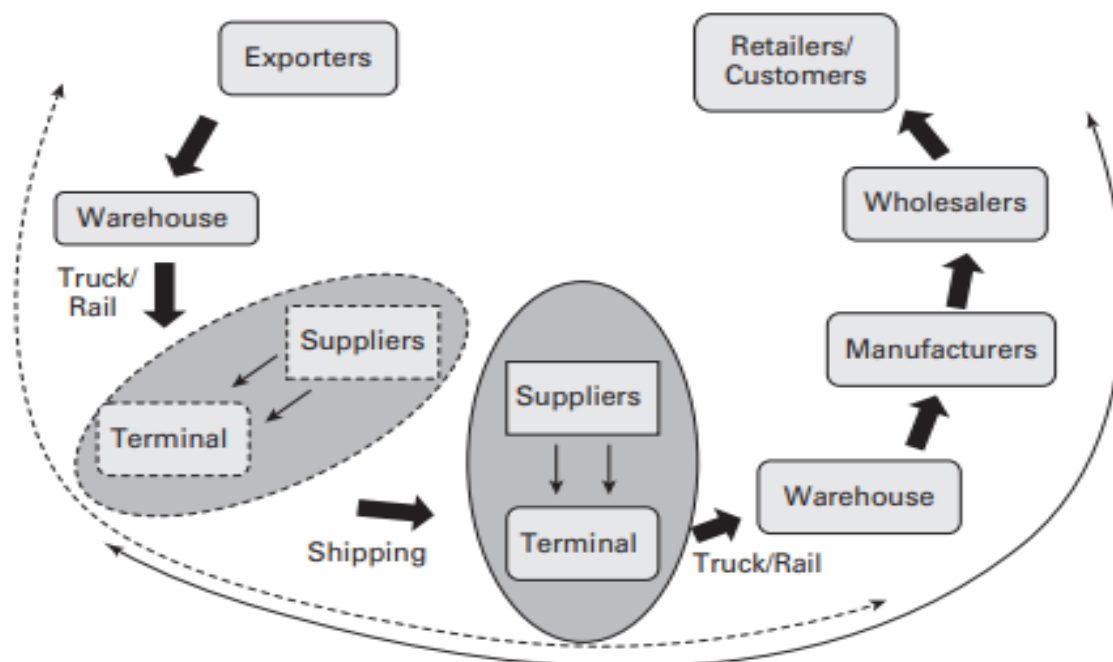 Exporters
Warehouse
Truck/
Rail
Suppliers
Terminal
Shipping
Suppliers
Terminal
Truck/Rail
Warehouse
Manufacturers
Wholesalers
Retailers/
Customers